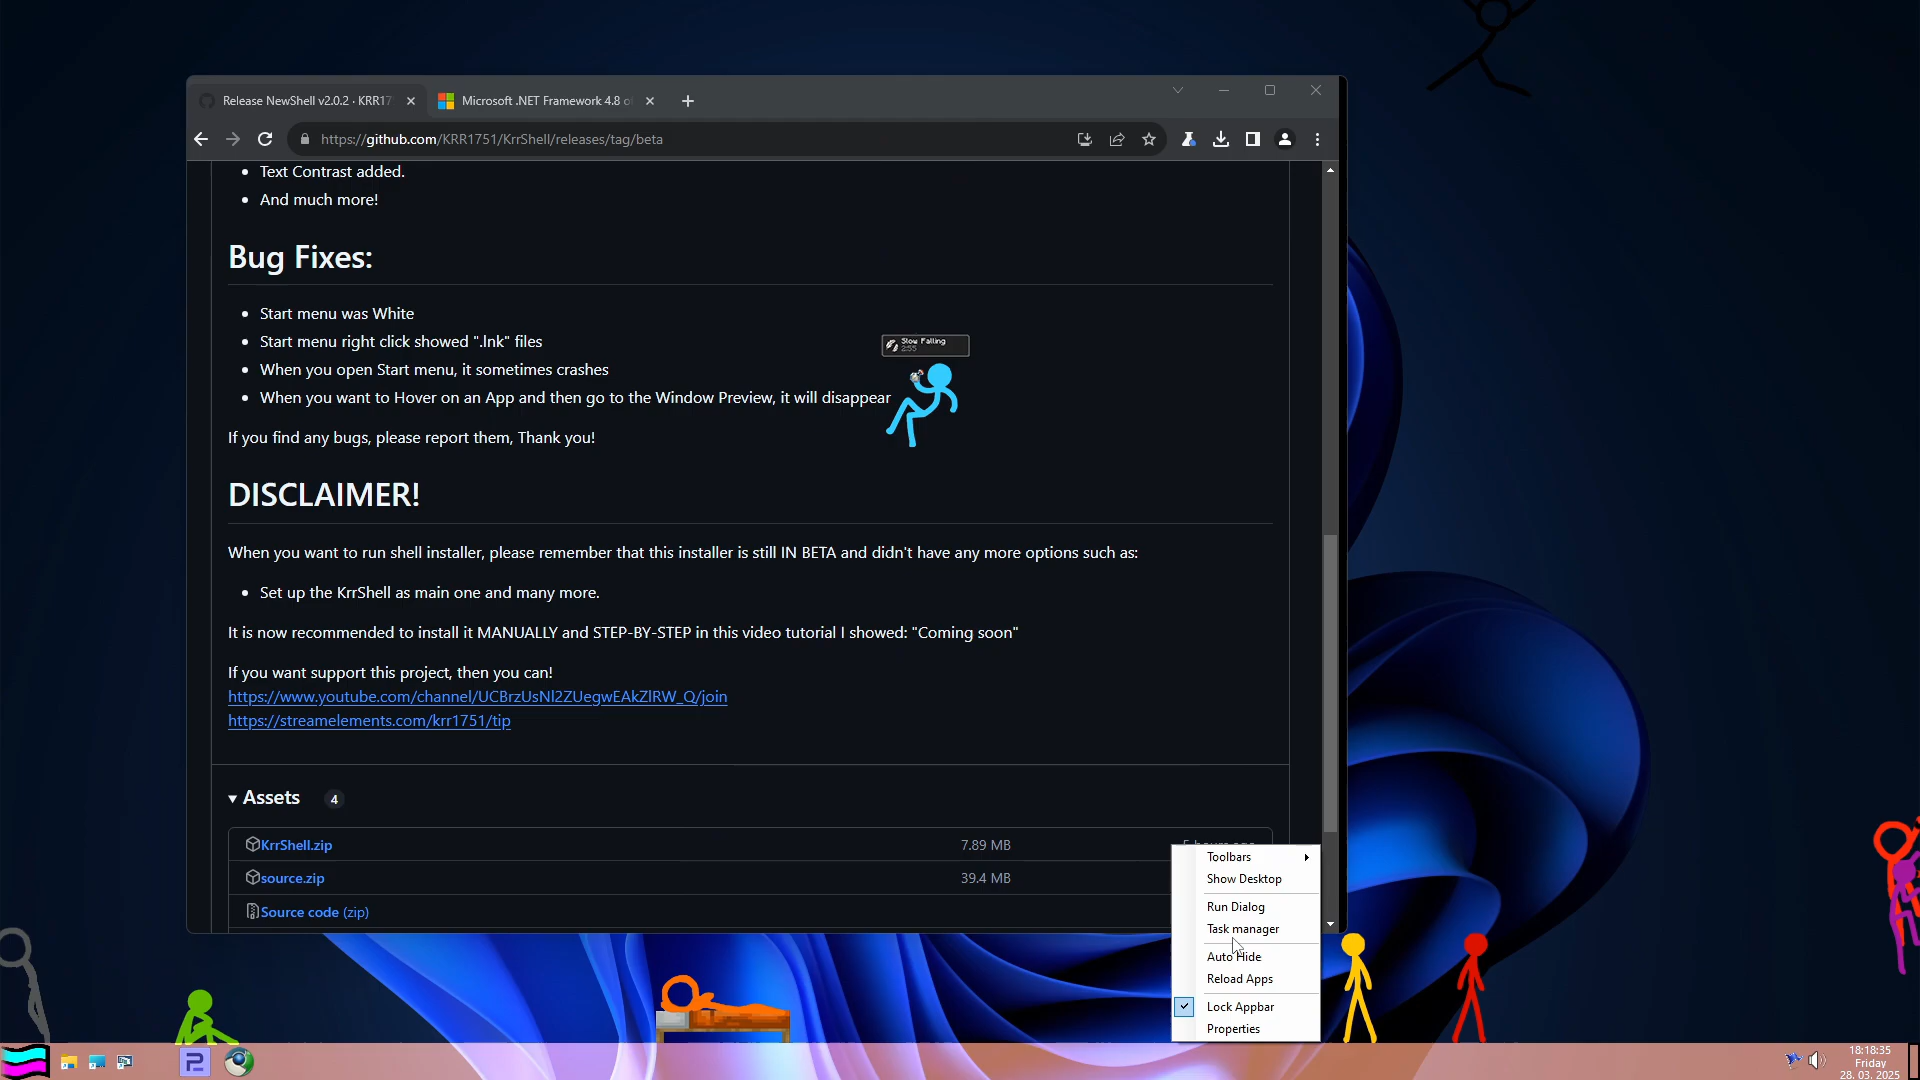 Release NewShell v2.0.2 · KRR17
Microsoft .NET Framework 4.8 o
https://github.com/KRR1751/KrrShell/releases/tag/beta
• Text Contrast added.
• And much more!
Bug Fixes:
• Start menu was White
• Start menu right click showed ".lnk" files
Slow Falling
2:55
• When you open Start menu, it sometimes crashes
• When you want to Hover on an App and then go to the Window Preview, it will disappear
If you find any bugs, please report them, Thank you!
DISCLAIMER!
When you want to run shell installer, please remember that this installer is still IN BETA and didn't have any more options such as:
• Set up the KrrShell as main one and many more.
It is now recommended to install it MANUALLY and STEP-BY-STEP in this video tutorial I showed: "Coming soon"
If you want support this project, then you can!
https://www.youtube.com/channel/UCBrzUsNl2ZUegwEAkZlRW_Q/join
https://streamelements.com/krr1751/tip
Assets 4
KrrShell.zip 7.89 MB
source.zip 39.4 MB
Source code (zip)
Toolbars
Show Desktop
Run Dialog
Task manager
Auto Hide
Reload Apps
Lock Appbar
Properties
18:18:35
Friday
28. 03. 2025